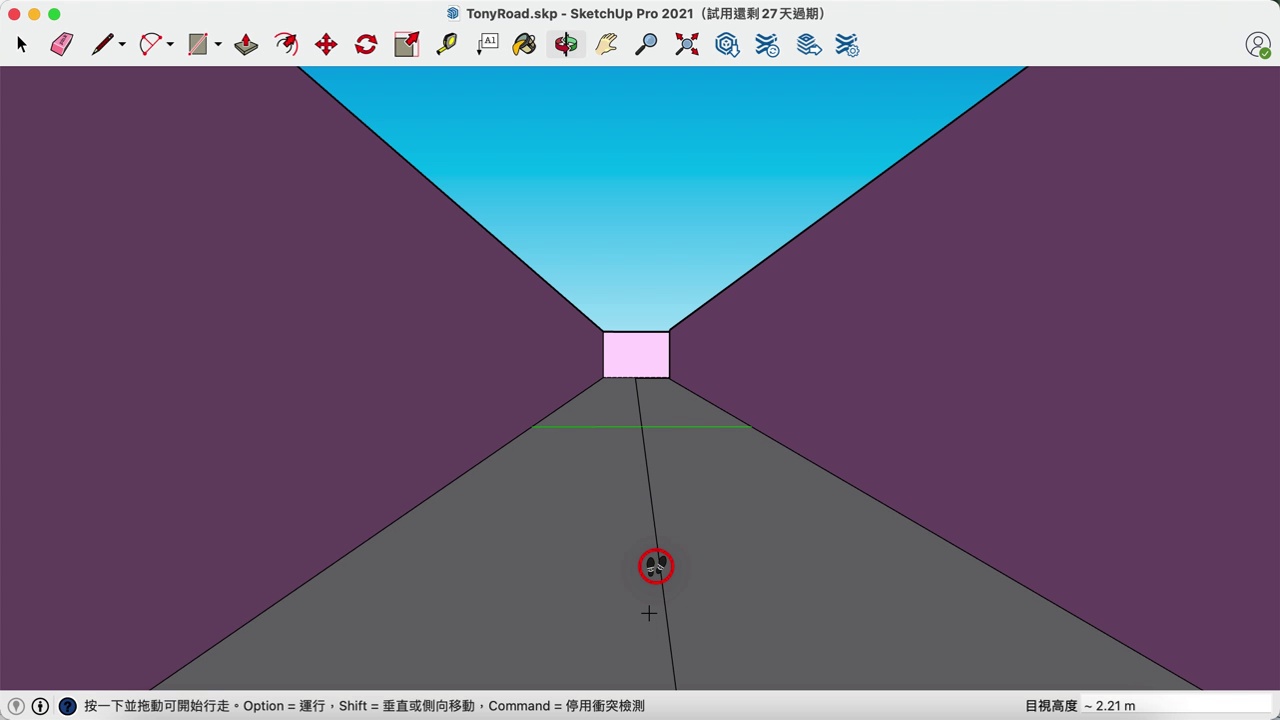 TonyRoad.skp - SketchUp Pro 2021（試用還剩 27 天過期）
A1
按一下並拖動可開始行走。Option = 運行，Shift = 垂直或側向移動，Command = 停用衝突檢測
目視高度 ~ 2.21 m